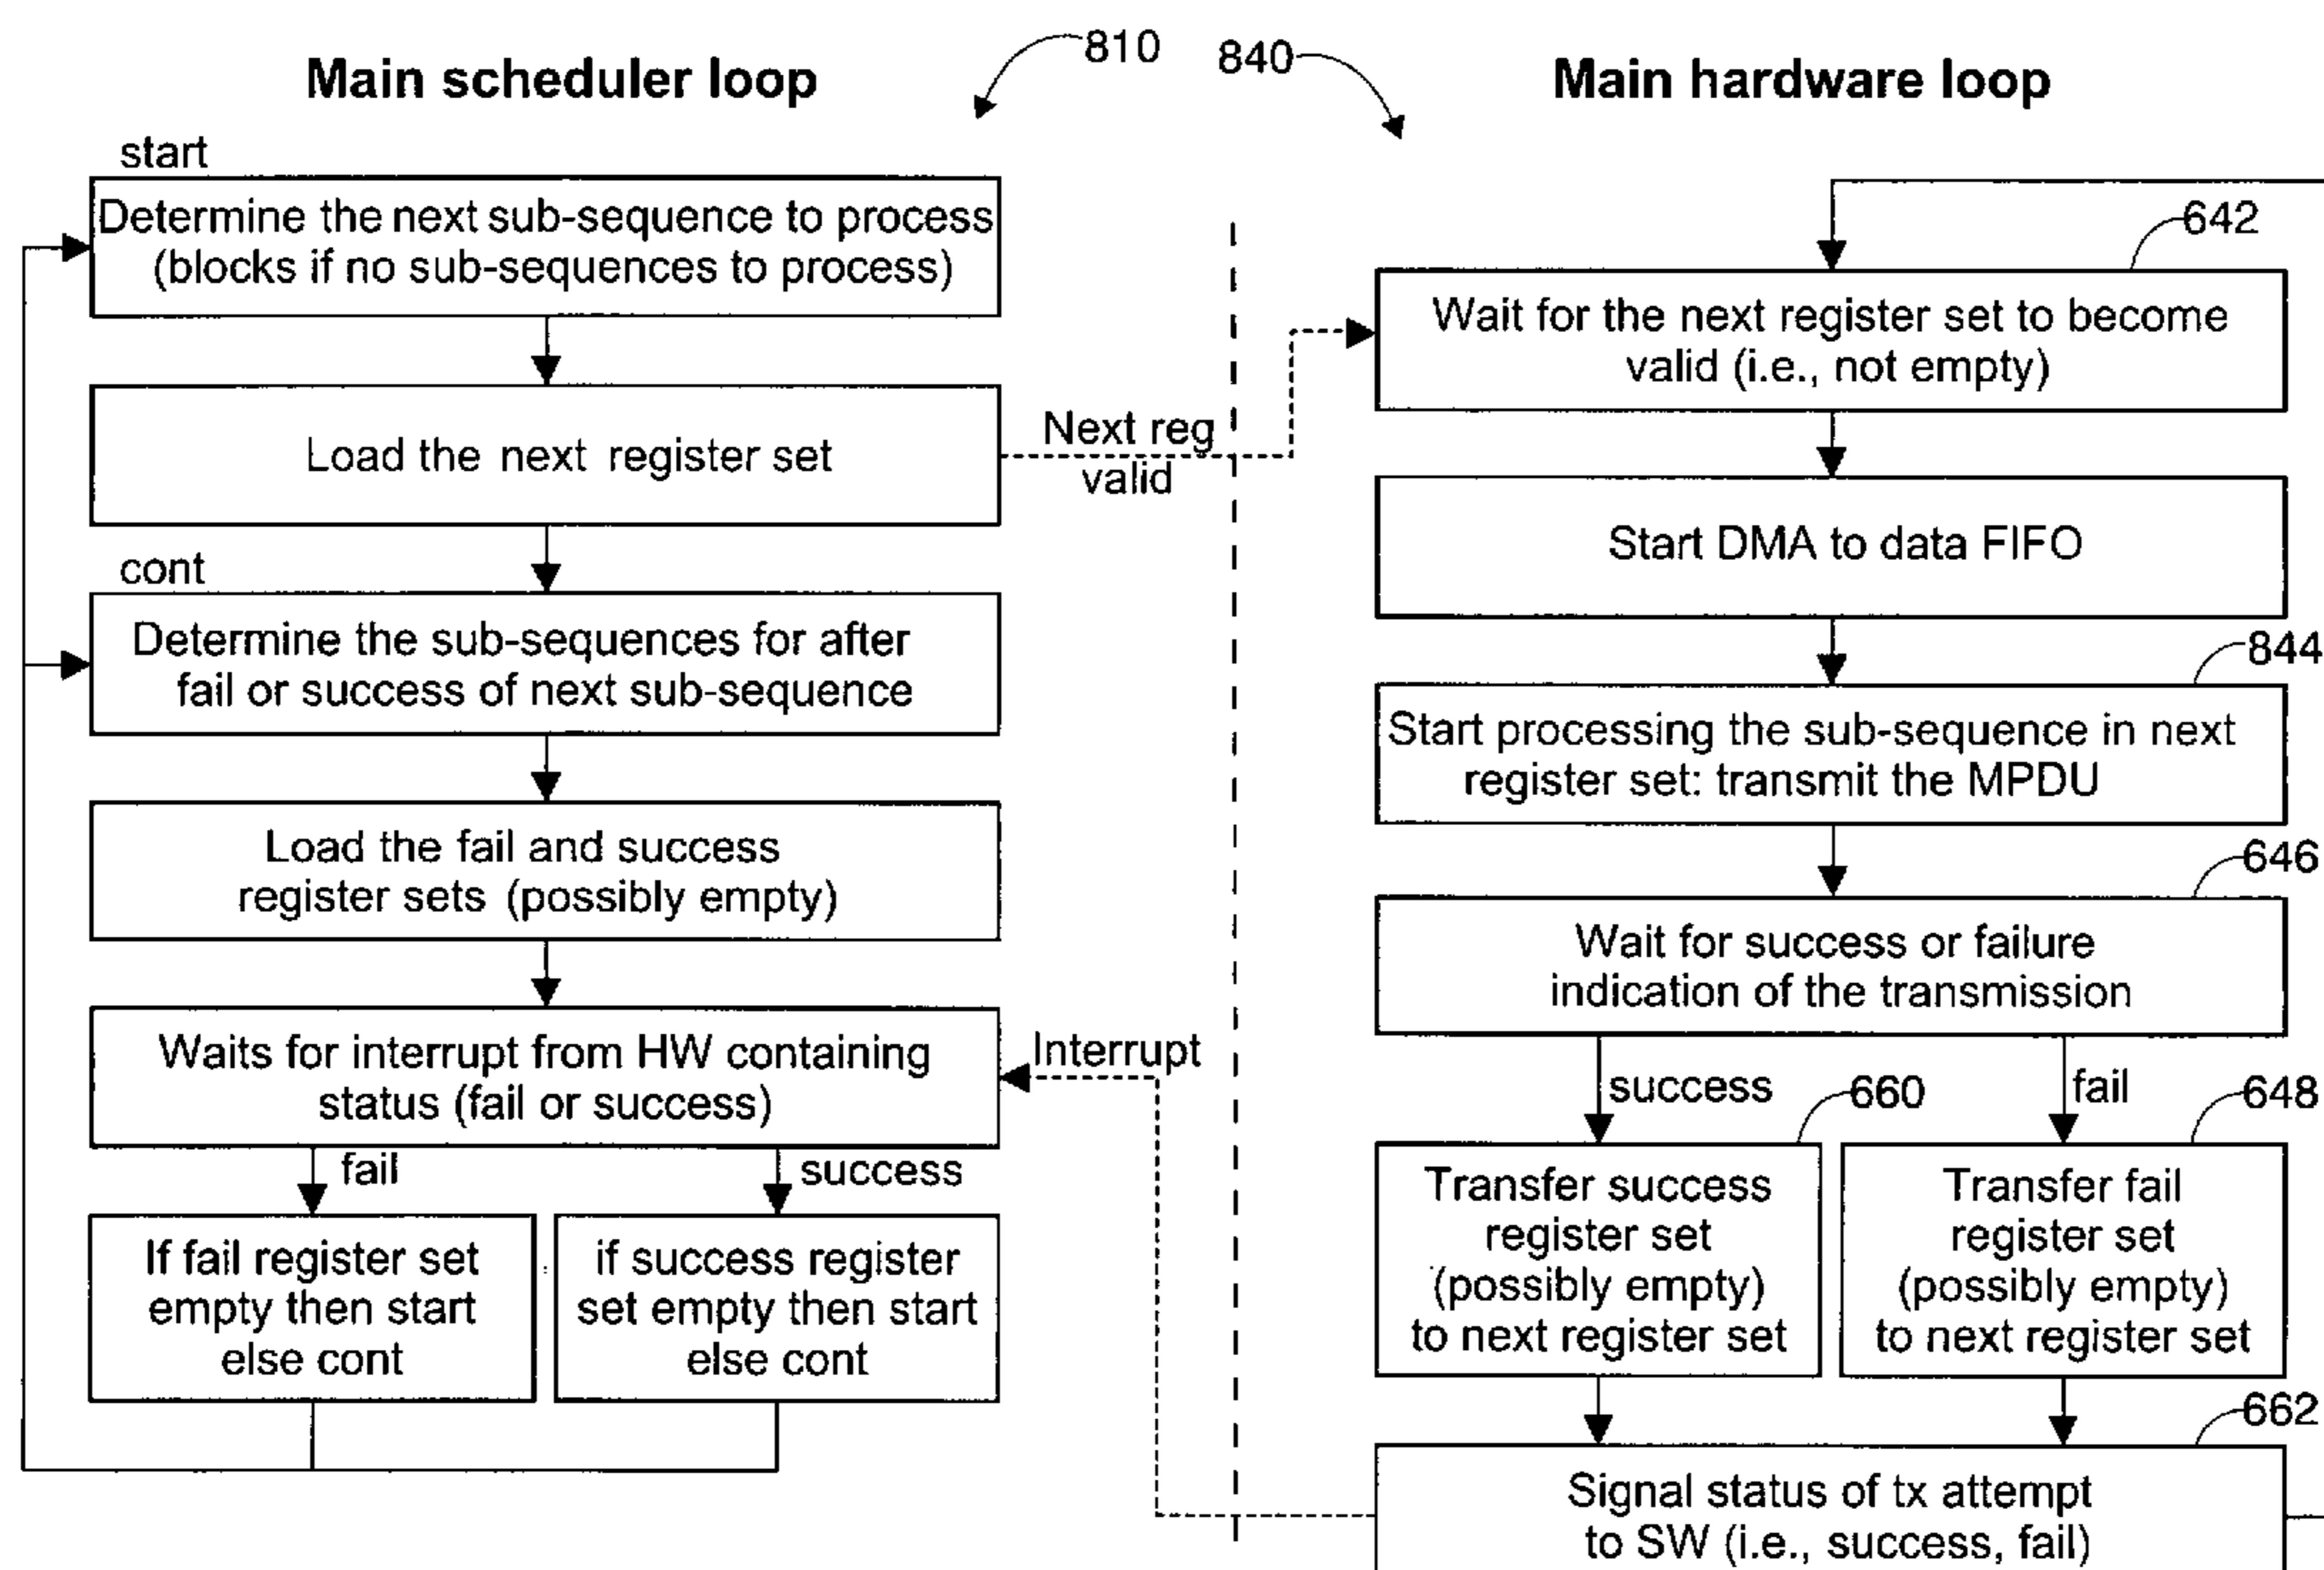 Main scheduler loop
810
start
Determine the next sub-sequence to process
(blocks if no sub-sequences to process)
Load the next register set
Next reg
valid
cont
Determine the sub-sequences for after
fail or success of next sub-sequence
Load the fail and success
register sets (possibly empty)
Waits for interrupt from HW containing
status (fail or success)
Interrupt
fail
success
If fail register set
empty then start
else cont
if success register
set empty then start
else cont
840
Main hardware loop
642
Wait for the next register set to become
valid (i.e., not empty)
Start DMA to data FIFO
844
Start processing the sub-sequence in next
register set: transmit the MPDU
646
Wait for success or failure
indication of the transmission
success
660
fail
648
Transfer success
register set
(possibly empty)
to next register set
Transfer fail
register set
(possibly empty)
to next register set
662
Signal status of tx attempt
to SW (i.e., success, fail)